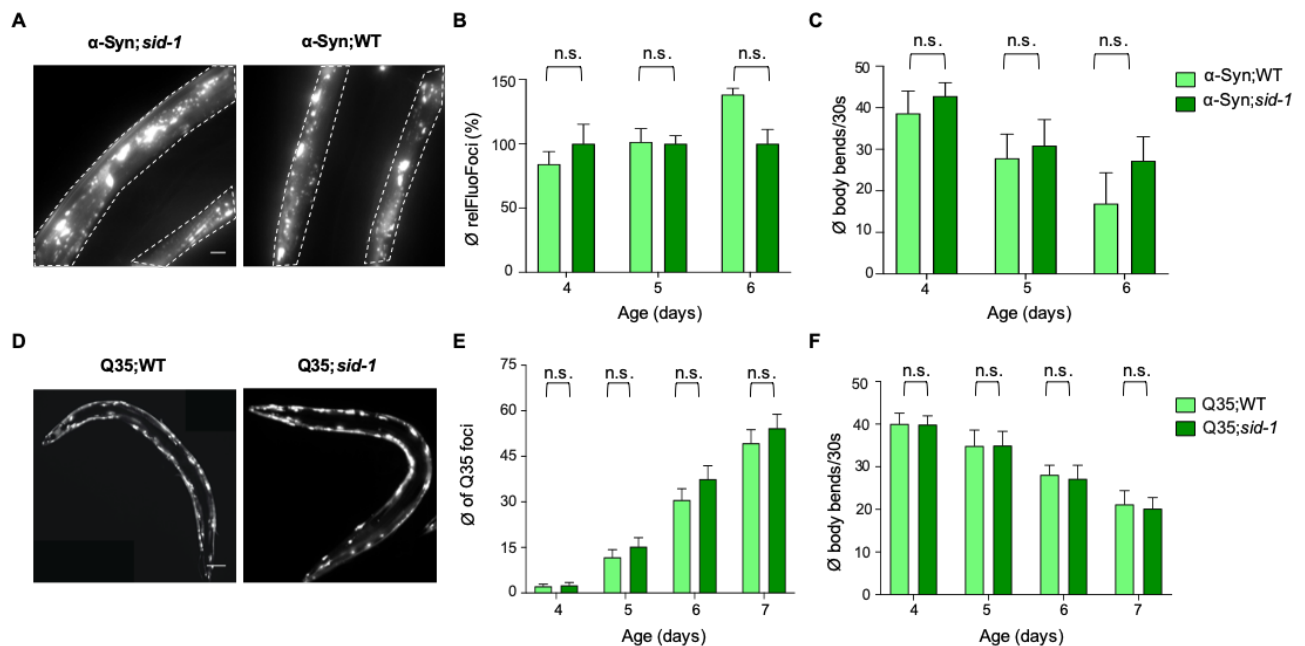 A
α-Syn;sid-1
α-Syn;WT
B
n.s.
n.s.
n.s.
Ø relFluoFoci (%)
150
100
50
0
4
5
6
Age (days)
C
n.s.
n.s.
n.s.
Ø body bends/30s
50
40
30
20
10
0
4
5
6
Age (days)
α-Syn;WT
α-Syn;sid-1
D
Q35;WT
Q35;sid-1
E
n.s.
n.s.
n.s.
n.s.
Ø of Q35 foci
75
60
45
30
15
0
4
5
6
7
Age (days)
F
n.s.
n.s.
n.s.
n.s.
Ø body bends/30s
50
40
30
20
10
0
4
5
6
7
Age (days)
Q35;WT
Q35;sid-1